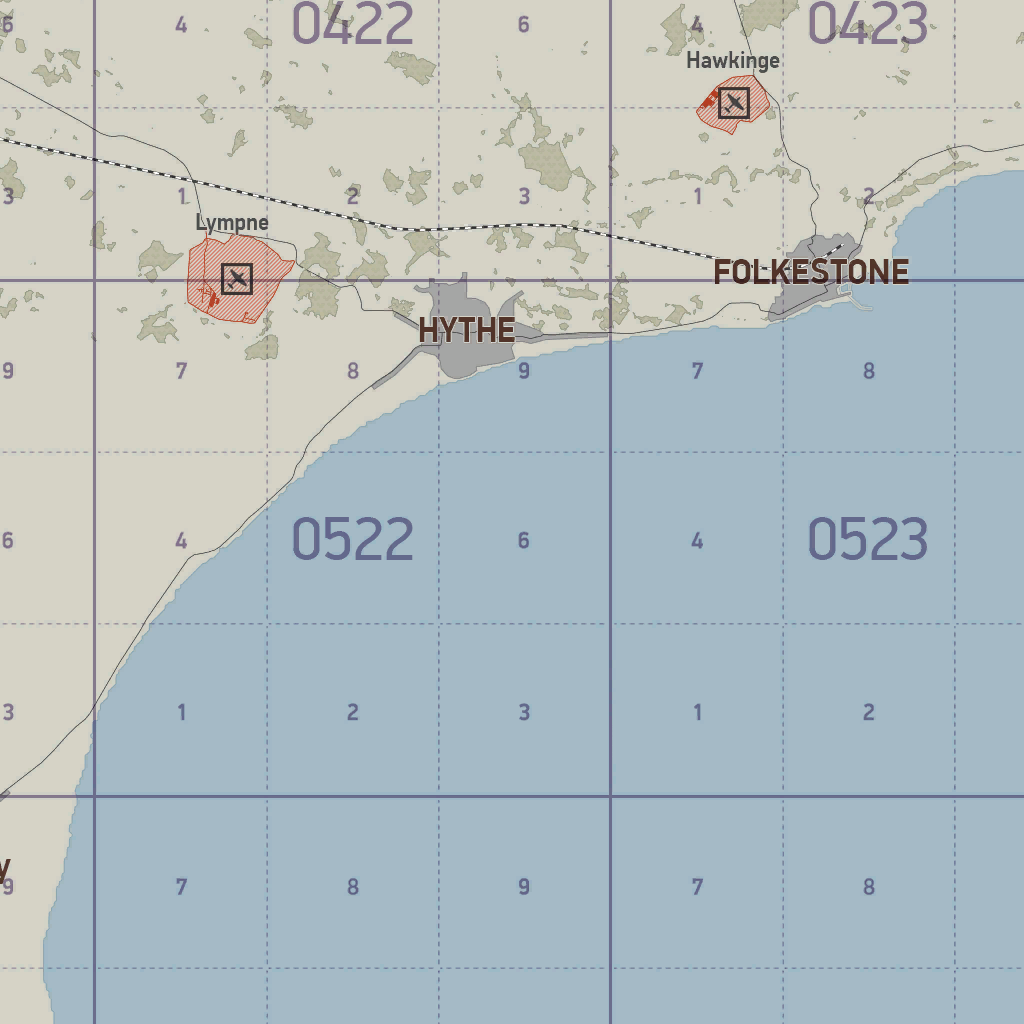 6 4 0422 6 4 0423
Hawkinge
3 1 2 3 1 2
Lympne
FOLKESTONE
HYTHE
9 7 8 9 7 8
6 4 0522 6 4 0523
3 1 2 3 1 2
y
9 7 8 9 7 8